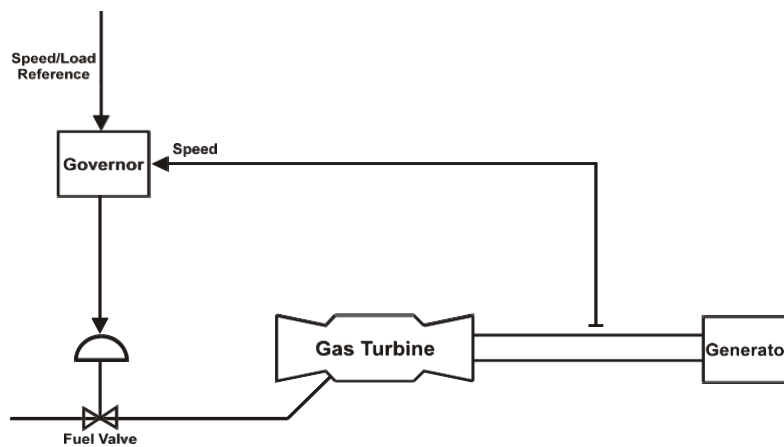 Speed/Load
Reference
Governor
Speed
Gas Turbine
Generato
Fuel Valve